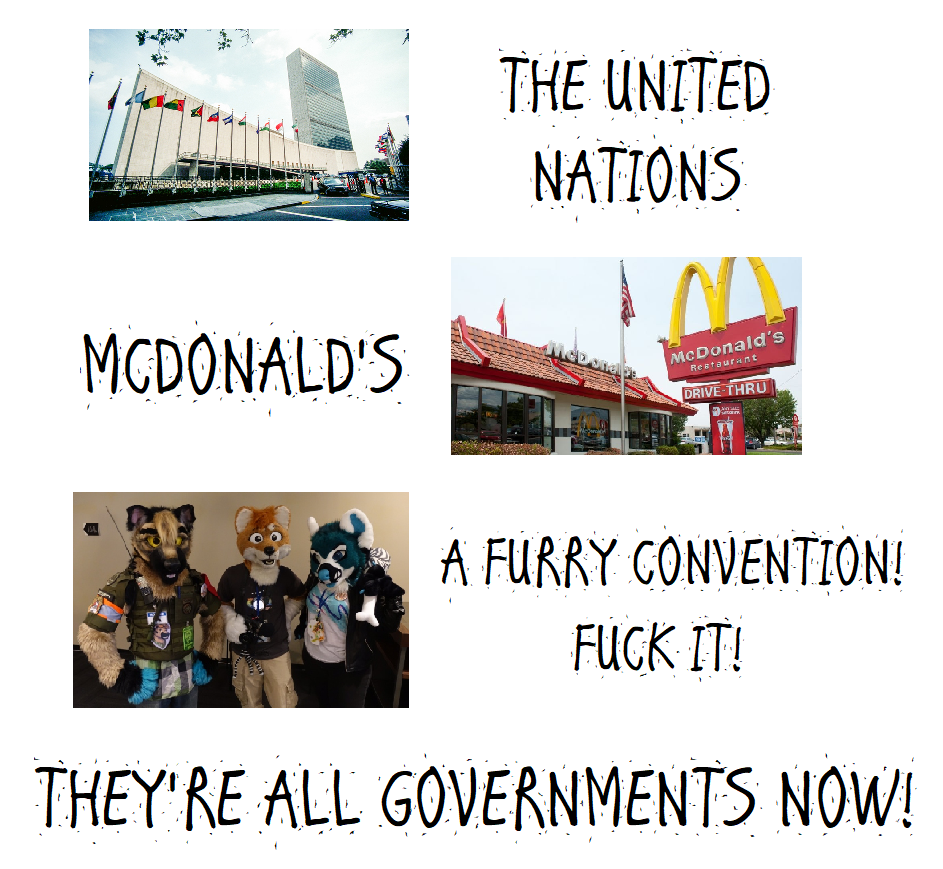 THE UNITED
NATIONS
MCDONALD'S
McDonald's
McDonald's
Restaurant
DRIVE-THRU
A FURRY CONVENTION!
FUCK IT!
THEY'RE ALL GOVERNMENTS NOW!